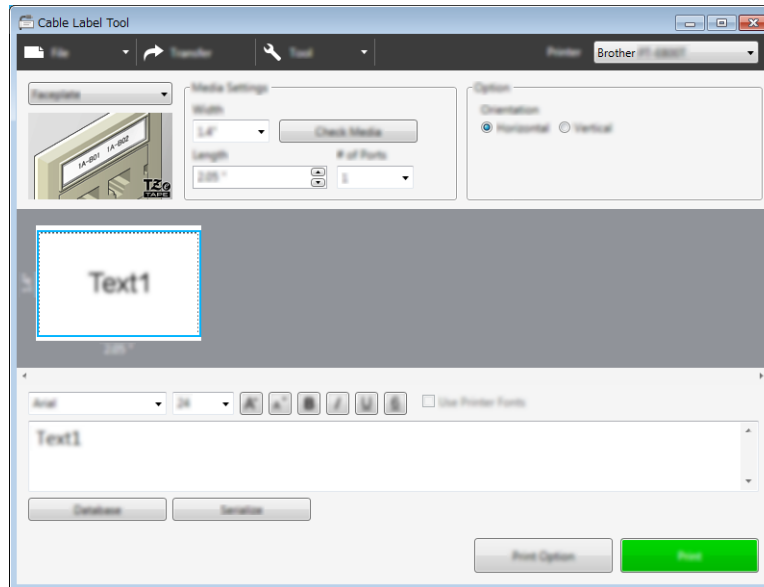 Cable Label Tool
File Transfer Tool Printer Brother
Faceplate
Media Settings
Option
Width
Orientation
1.4"
Check Media
Horizontal Vertical
Length # of Ports
2.05 "
1
1A-B01 1A-B02
TZe
TAPE
Text1
2.05 "
Arial
24
Use Printer Fonts
Text1
Database Serialize
Print Option Print